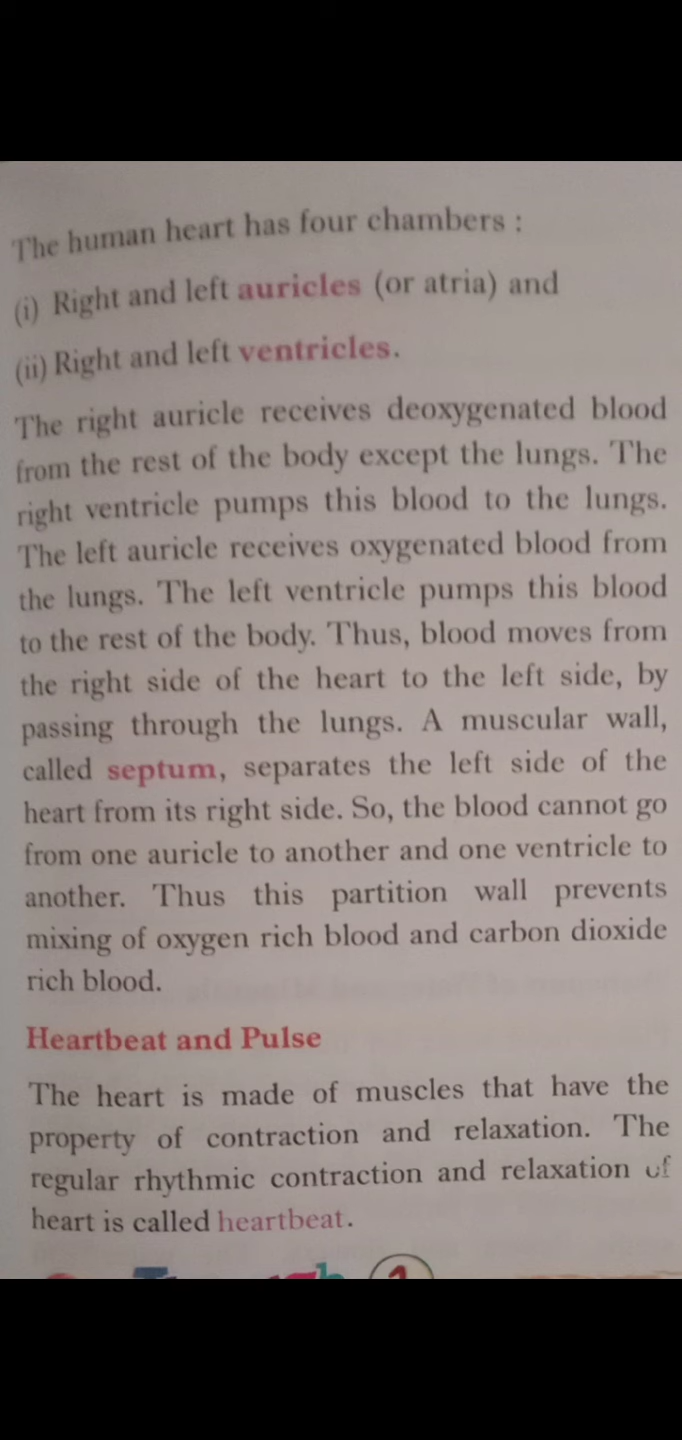 The human heart has four chambers :
(i) Right and left auricles (or atria) and
(ii) Right and left ventricles.
The right auricle receives deoxygenated blood
from the rest of the body except the lungs. The
right ventricle pumps this blood to the lungs.
The left auricle receives oxygenated blood from
the lungs. The left ventricle pumps this blood
to the rest of the body. Thus, blood moves from
the right side of the heart to the left side, by
passing through the lungs. A muscular wall,
called septum, separates the left side of the
heart from its right side. So, the blood cannot go
from one auricle to another and one ventricle to
another. Thus this partition wall prevents
mixing of oxygen rich blood and carbon dioxide
rich blood.
Heartbeat and Pulse
The heart is made of muscles that have the
property of contraction and relaxation. The
regular rhythmic contraction and relaxation of
heart is called heartbeat.